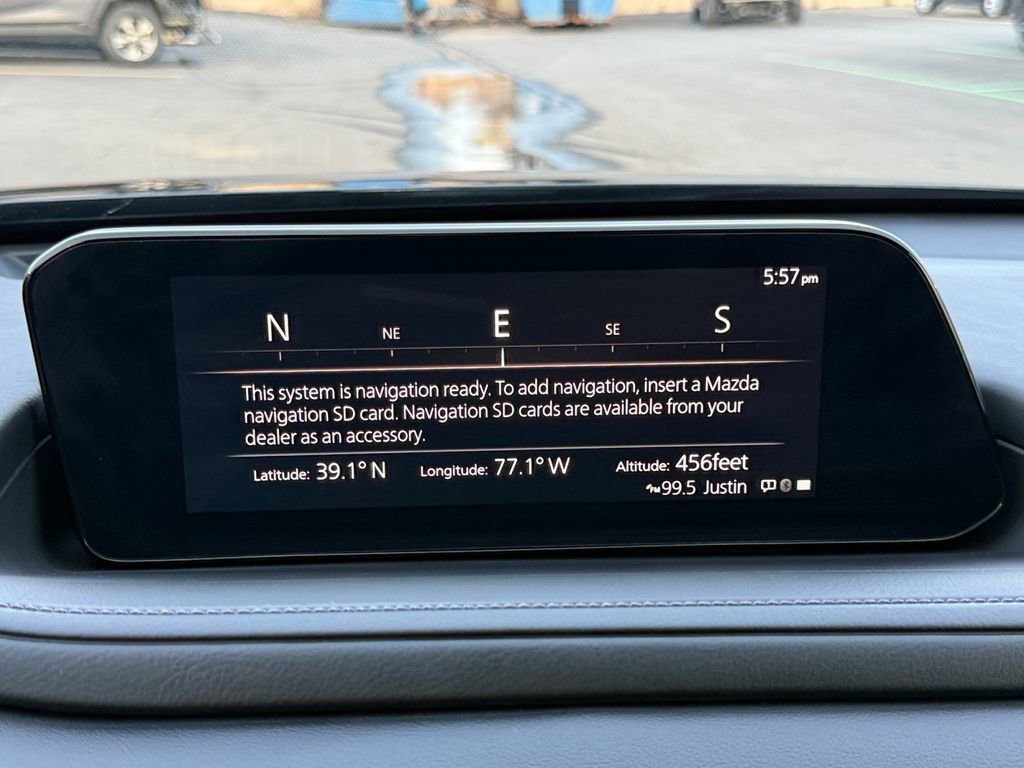 5:57pm
N NE E SE S
This system is navigation ready. To add navigation, insert a Mazda
navigation SD card. Navigation SD cards are available from your
dealer as an accessory.
Latitude: 39.1° N Longitude: 77.1° W Altitude: 456feet
FM 99.5 Justin